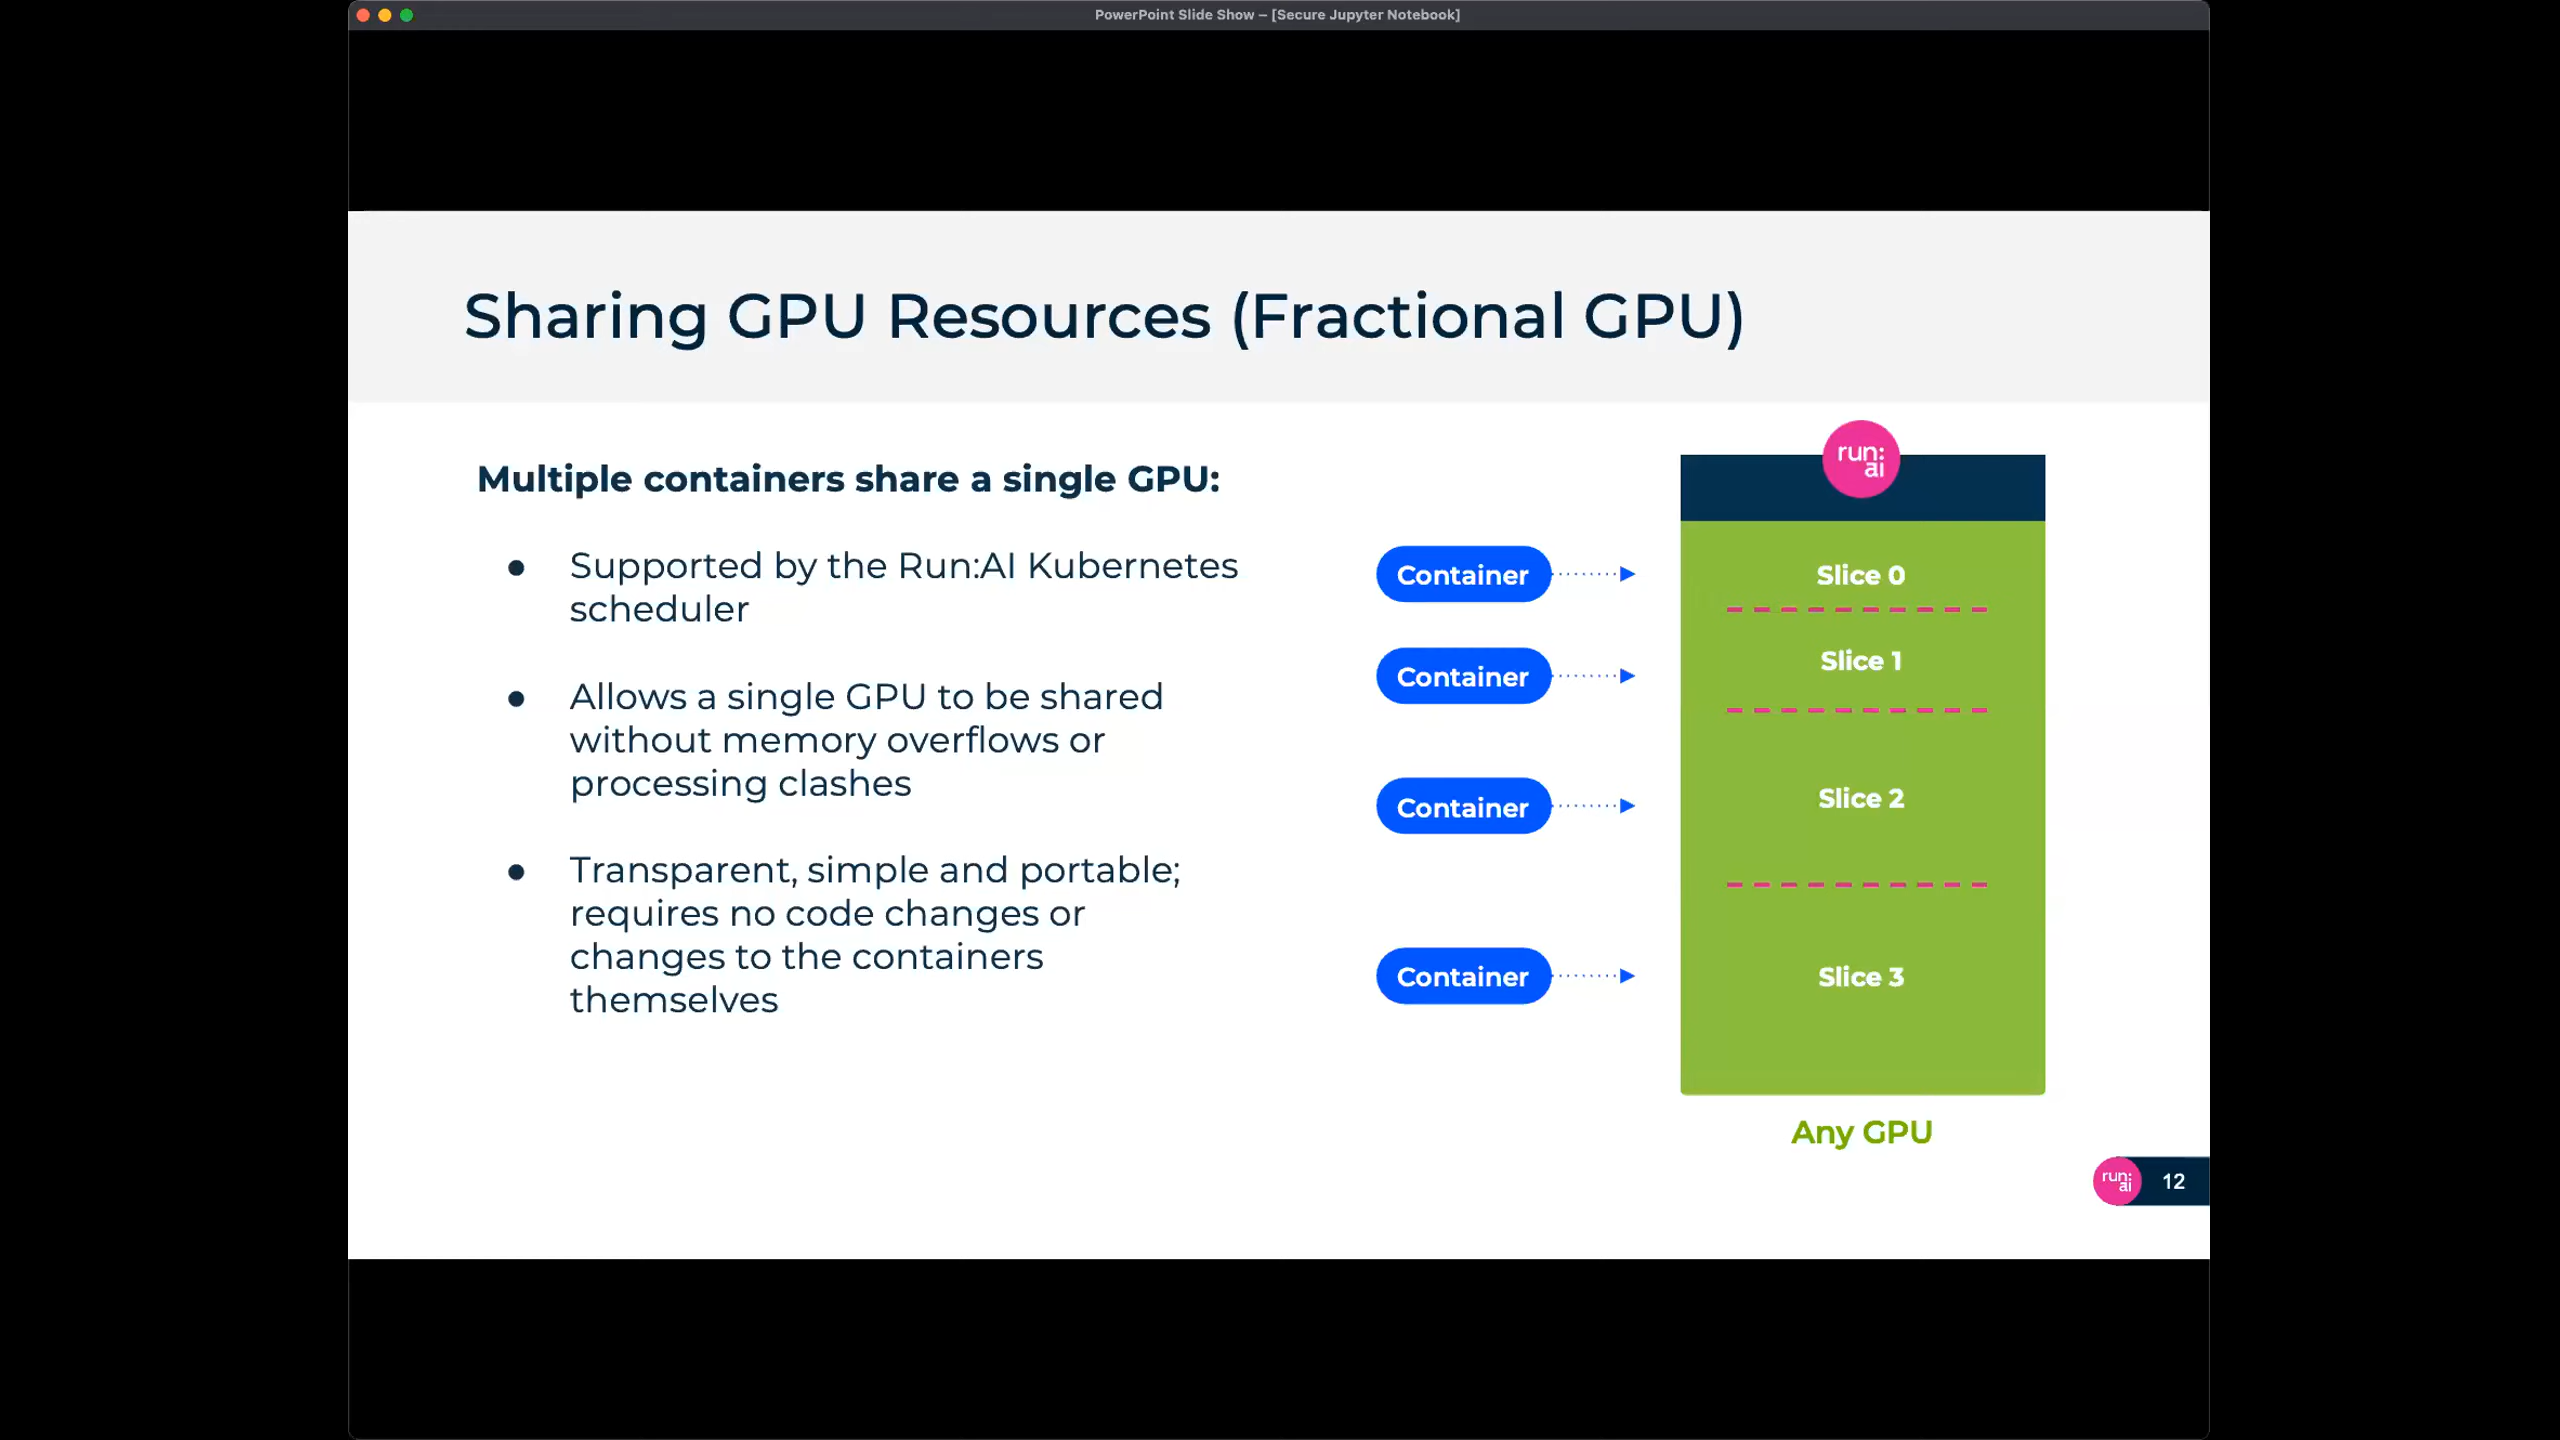 PowerPoint Slide Show – [Secure Jupyter Notebook]
Sharing GPU Resources (Fractional GPU)
Multiple containers share a single GPU:
● Supported by the Run:AI Kubernetes
scheduler
● Allows a single GPU to be shared
without memory overflows or
processing clashes
● Transparent, simple and portable;
requires no code changes or
changes to the containers
themselves
run:
ai
Container
Slice 0
Container
Slice 1
Container
Slice 2
Container
Slice 3
Any GPU
run:
ai
12